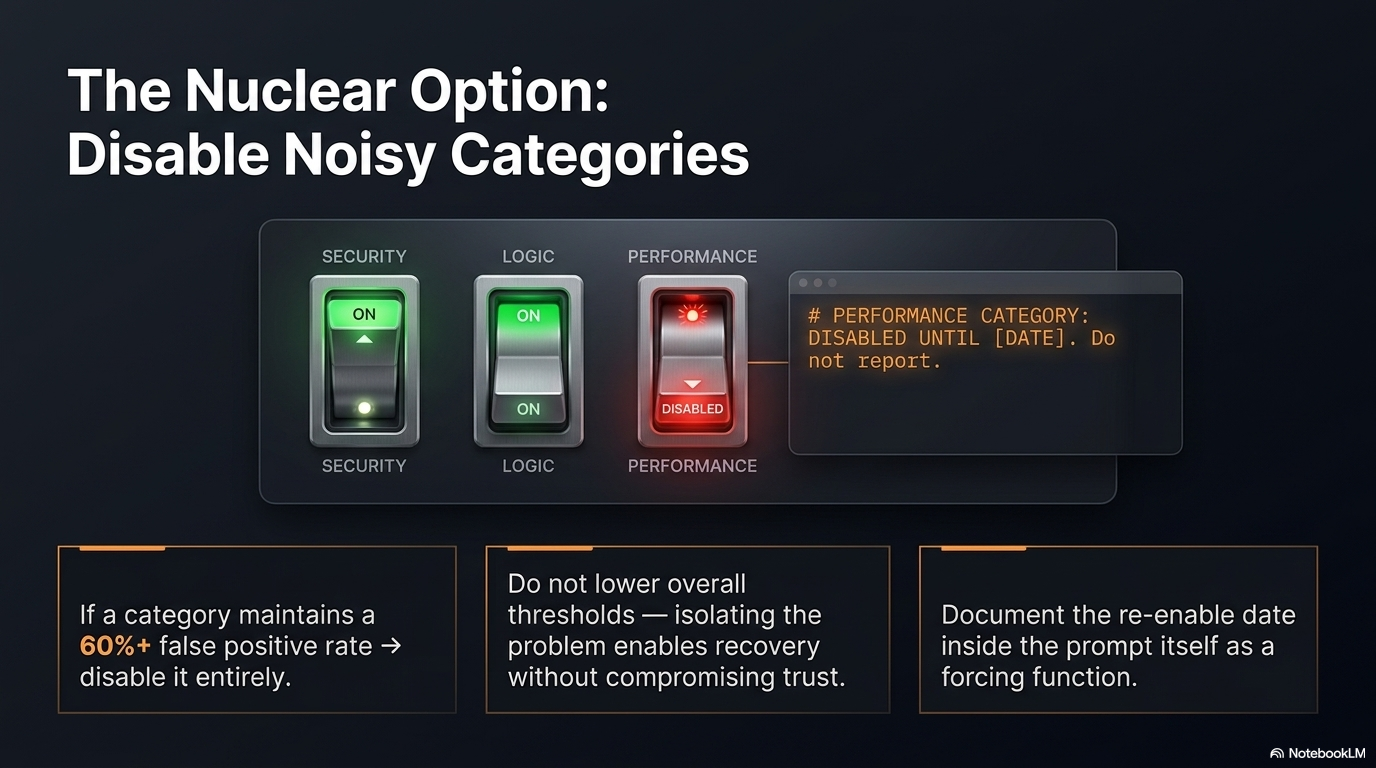 The Nuclear Option:
Disable Noisy Categories
SECURITY
LOGIC
PERFORMANCE
ON
ON
ON
DISABLED
SECURITY
LOGIC
PERFORMANCE
# PERFORMANCE CATEGORY:
DISABLED UNTIL [DATE]. Do
not report.
If a category maintains a
60%+ false positive rate →
disable it entirely.
Do not lower overall
thresholds — isolating the
problem enables recovery
without compromising trust.
Document the re-enable date
inside the prompt itself as a
forcing function.
NotebookLM